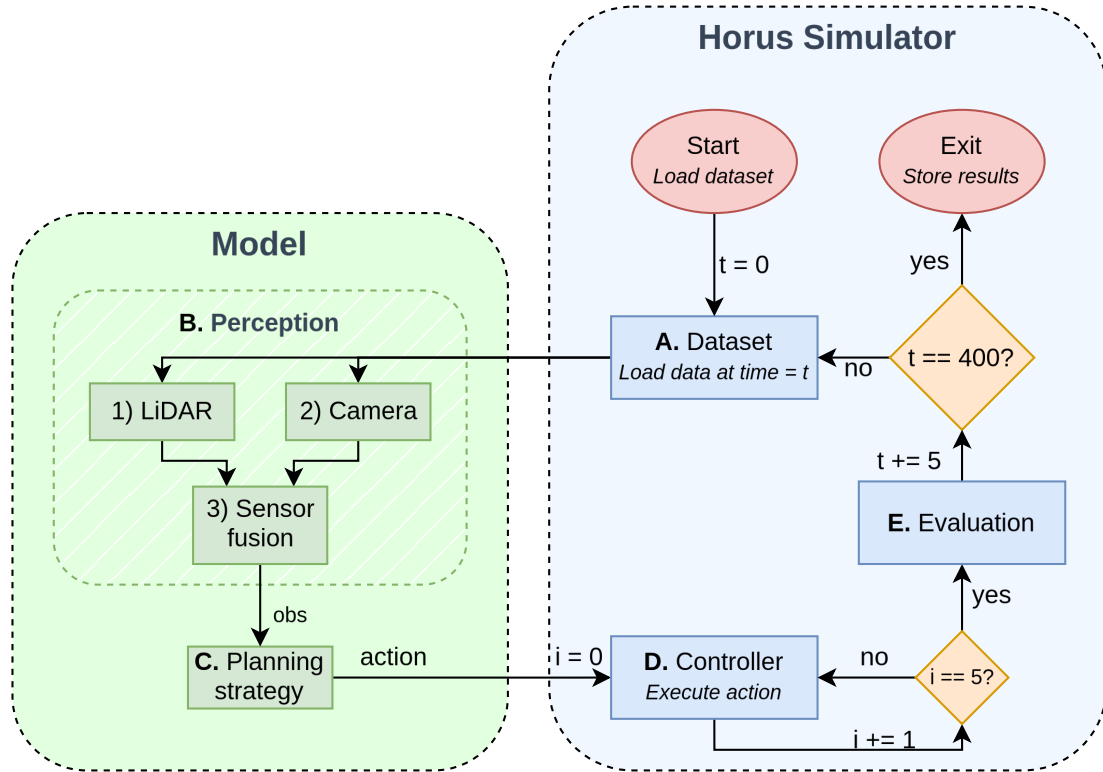 Horus Simulator
Start
Load dataset
Exit
Store results
t = 0
yes
Model
B. Perception
A. Dataset
Load data at time = t
no
t == 400?
1) LiDAR
2) Camera
t += 5
3) Sensor
fusion
E. Evaluation
obs
yes
C. Planning
strategy
action
i = 0
D. Controller
Execute action
no
i == 5?
i += 1